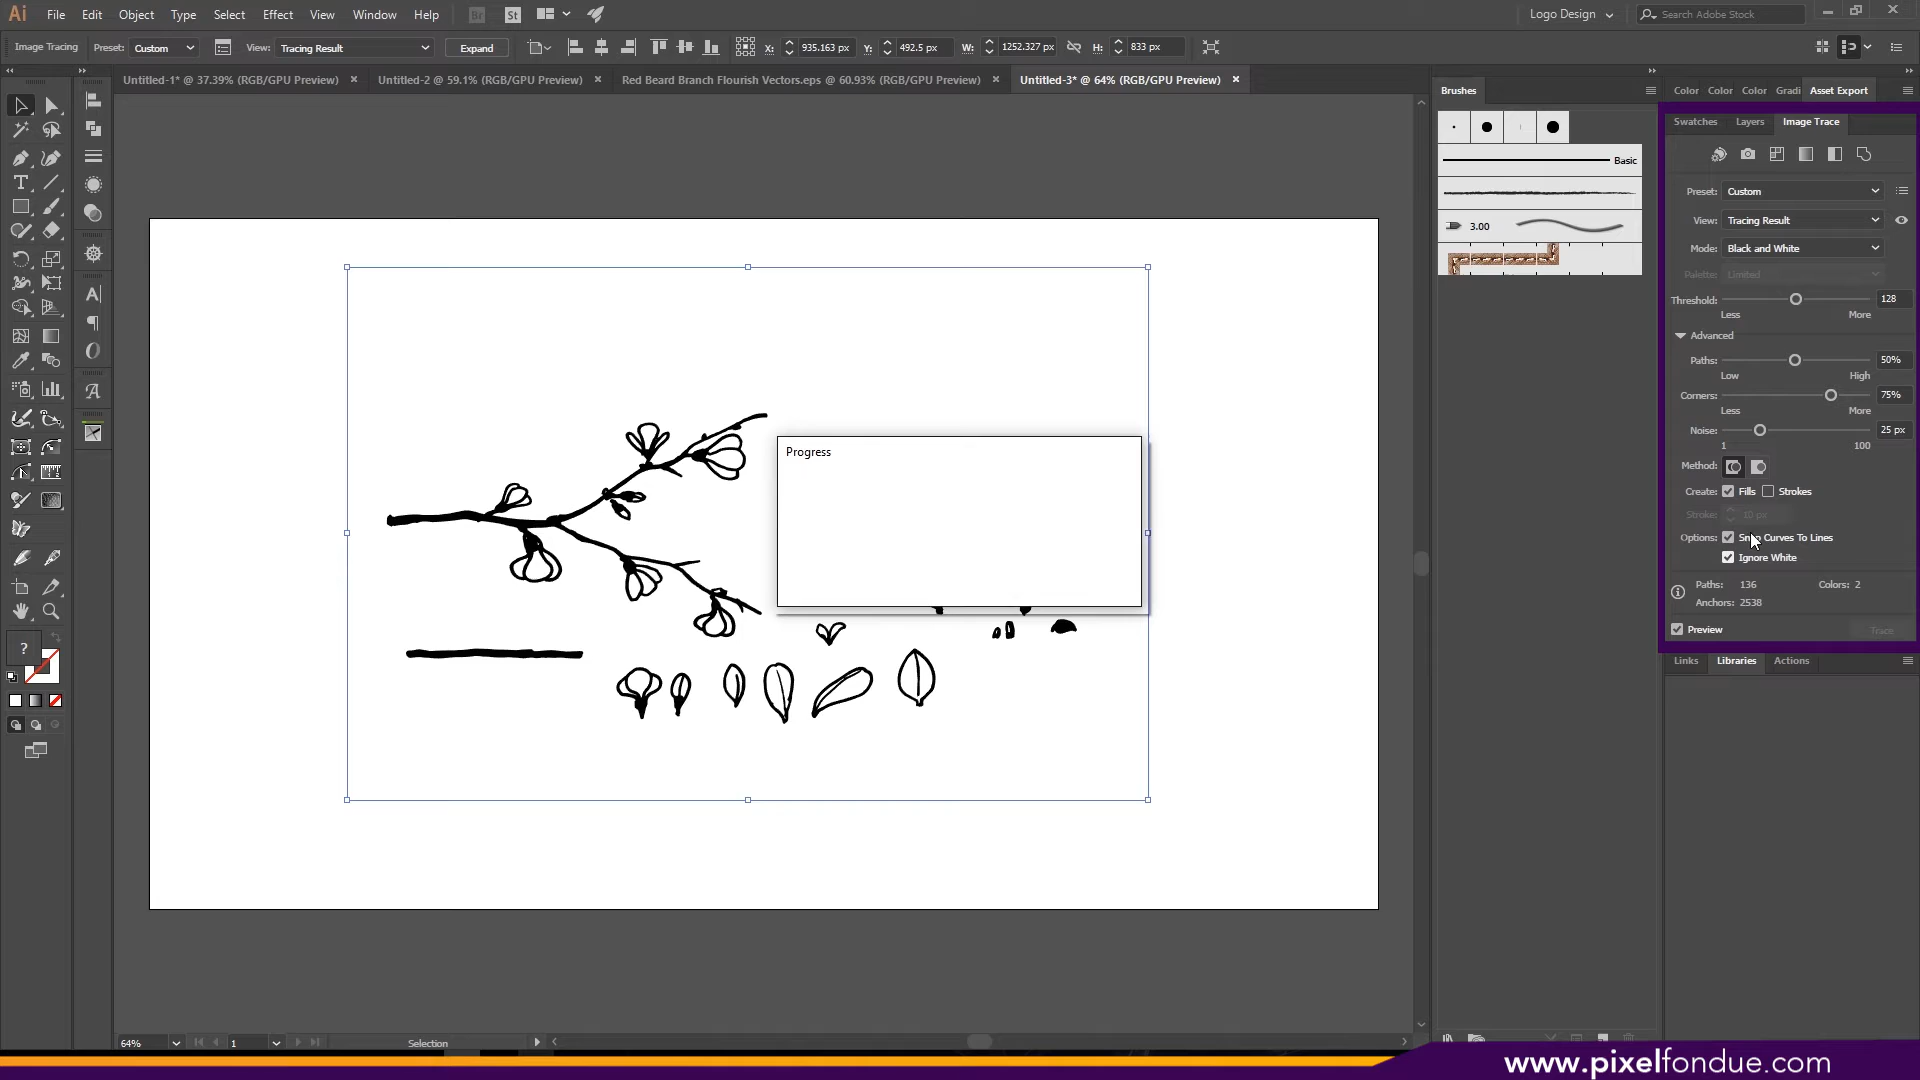 Ai File Edit Object Type Select Effect View Window Help Br St Logo Design Search Adobe Stock
Image Tracing Preset: Custom View: Tracing Result Expand X: 935.163 px Y: 492.5 px W: 1252.327 px H: 833 px
Untitled-1* @ 37.39% (RGB/GPU Preview) × Untitled-2 @ 59.1% (RGB/GPU Preview) × Red Beard Branch Flourish Vectors.eps @ 60.93% (RGB/GPU Preview) × Untitled-3* @ 64% (RGB/GPU Preview) ×
Brushes
Basic
3.00
Color Color Color Gradi Asset Export
Swatches Layers Image Trace
Preset: Custom
View: Tracing Result
Mode: Black and White
Palette: Limited
Threshold: 128
Less More
Advanced
Paths: 50%
Low High
Corners: 75%
Less More
Noise: 25 px
1 100
Method:
Create: Fills Strokes
Stroke: 10 px
Options: Snap Curves To Lines
Ignore White
Paths: 136 Colors: 2
Anchors: 2538
Preview Trace
Links Libraries Actions
Progress
64% 1 Selection
www.pixelfondue.com